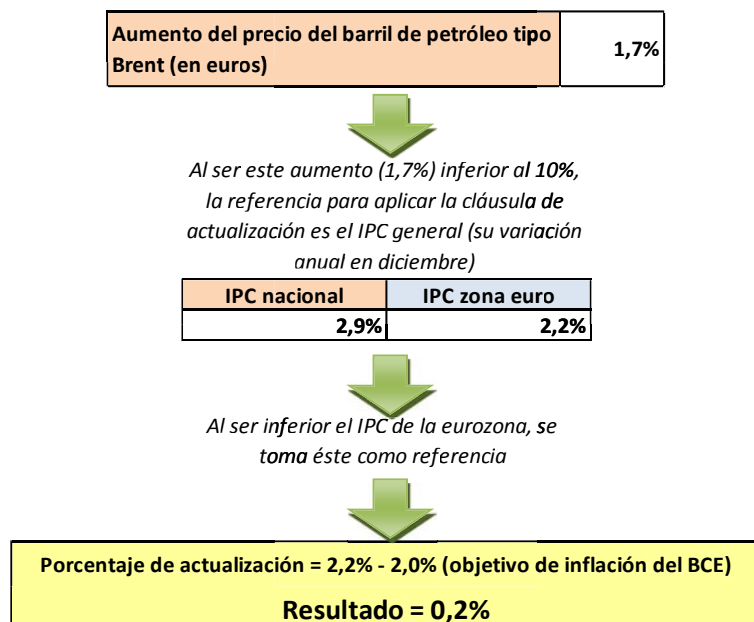 Aumento del precio del barril de petróleo tipo
Brent (en euros)
1,7%
Al ser este aumento (1,7%) inferior al 10%,
la referencia para aplicar la cláusula de
actualización es el IPC general (su variación
anual en diciembre)
IPC nacional IPC zona euro
2,9% 2,2%
Al ser inferior el IPC de la eurozona, se
toma éste como referencia
Porcentaje de actualización = 2,2% - 2,0% (objetivo de inflación del BCE)
Resultado = 0,2%